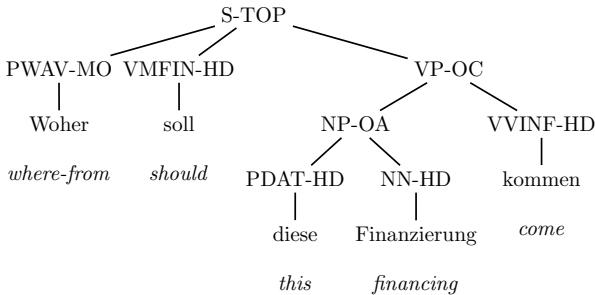 S-TOP
PWAV-MO VMFIN-HD VP-OC
Woher soll NP-OA VVINF-HD
where-from should PDAT-HD NN-HD kommen
diese Finanzierung come
this financing